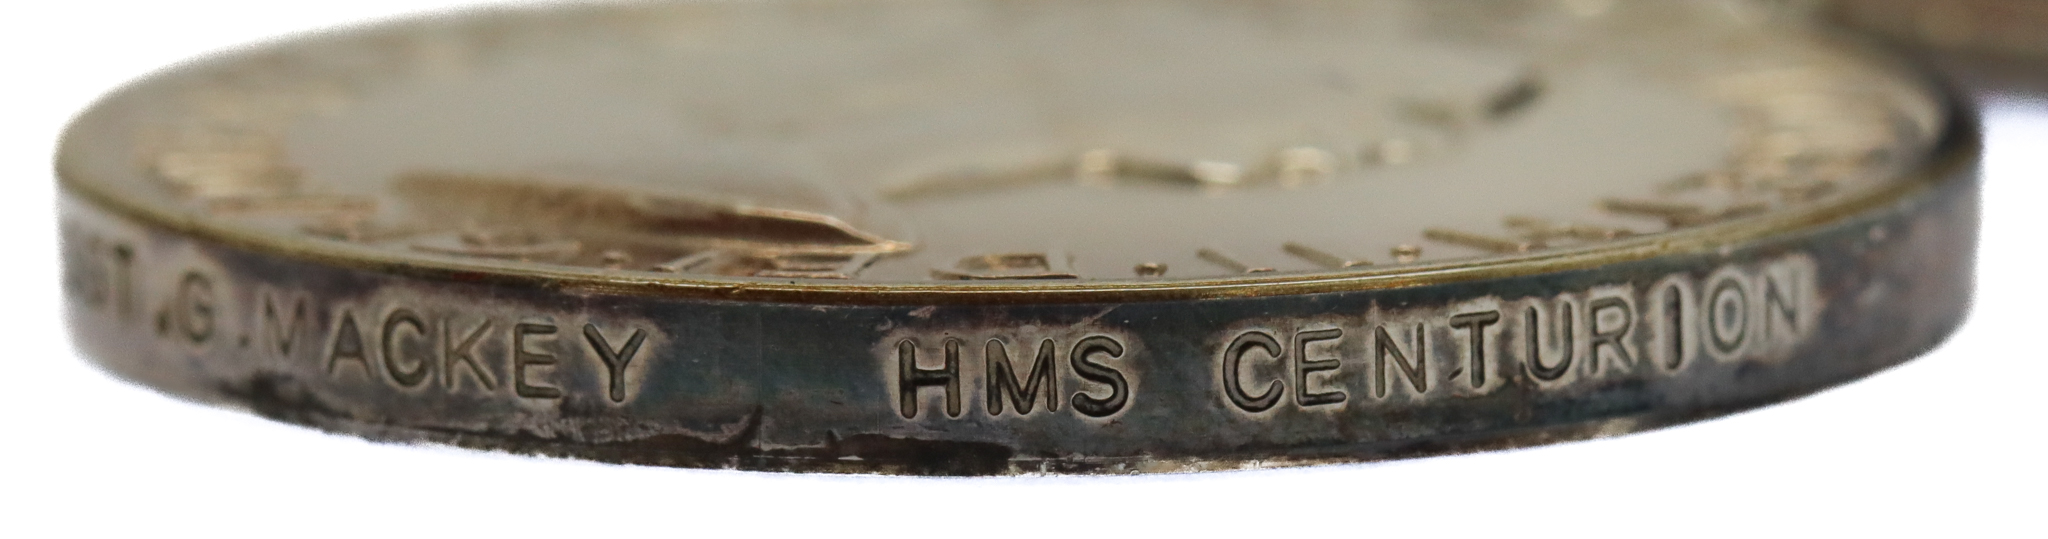 .G.MACKEY HMS CENTURION